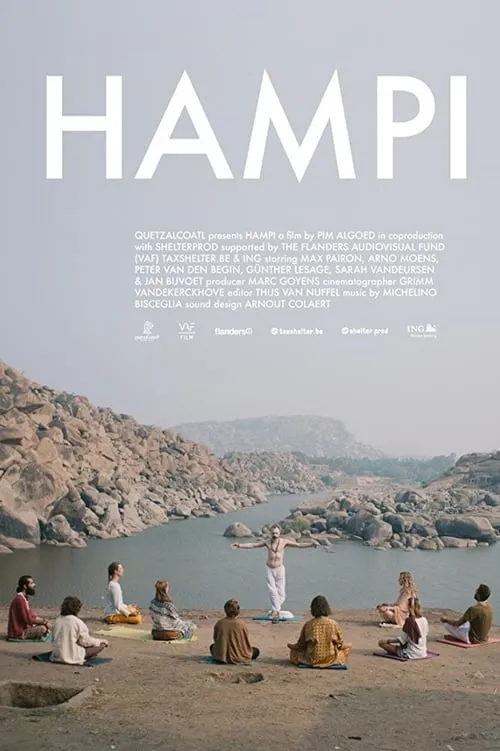 HAMPI
QUETZALCOATL presents HAMPI a film by PIM ALGOED in coproduction
with SHELTERPROD supported by THE FLANDERS AUDIOVISUAL FUND
(VAF) TAXSHELTER.BE & ING starring MAX PAIRON, ARNO MOENS,
PETER VAN DEN BEGIN, GÜNTHER LESAGE, SARAH VANDEURSEN
& JAN BIJVOET producer MARC GOYENS cinematographer GRIMM
VANDEKERCKHOVE editor THIJS VAN NUFFEL music by MICHELINO
BISCEGLIA sound design ARNOUT COLAERT
VAF FILM flanders taxshelter.be shelter prod ING